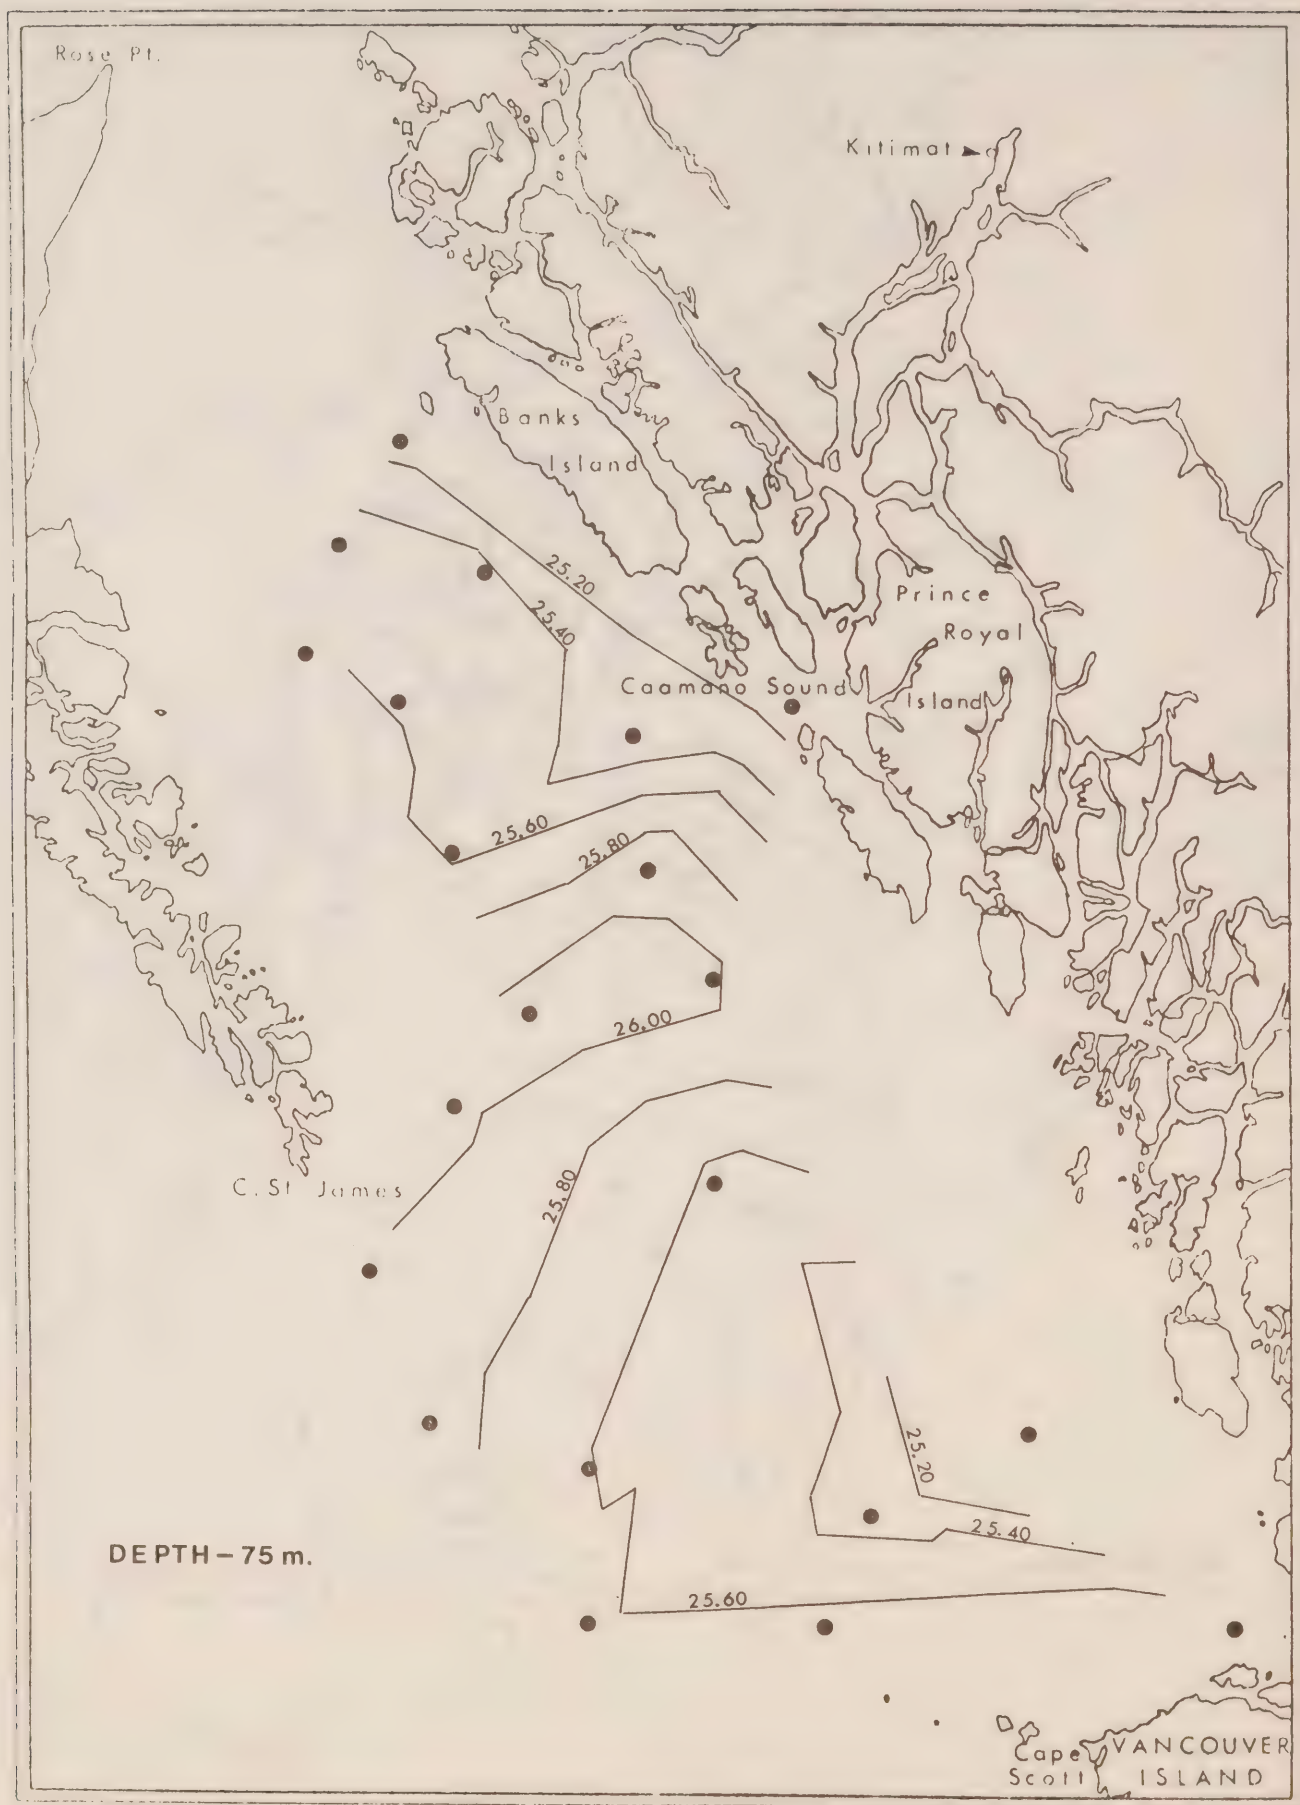 Rose Pt.
Kitimat
Banks
Island
25.20
25.40
Prince
Royal
Island
Caamano Sound
25.60
25.80
26.00
C. St James
25.80
25.20
25.40
DEPTH – 75 m.
25.60
Cape
Scott
VANCOUVER
ISLAND